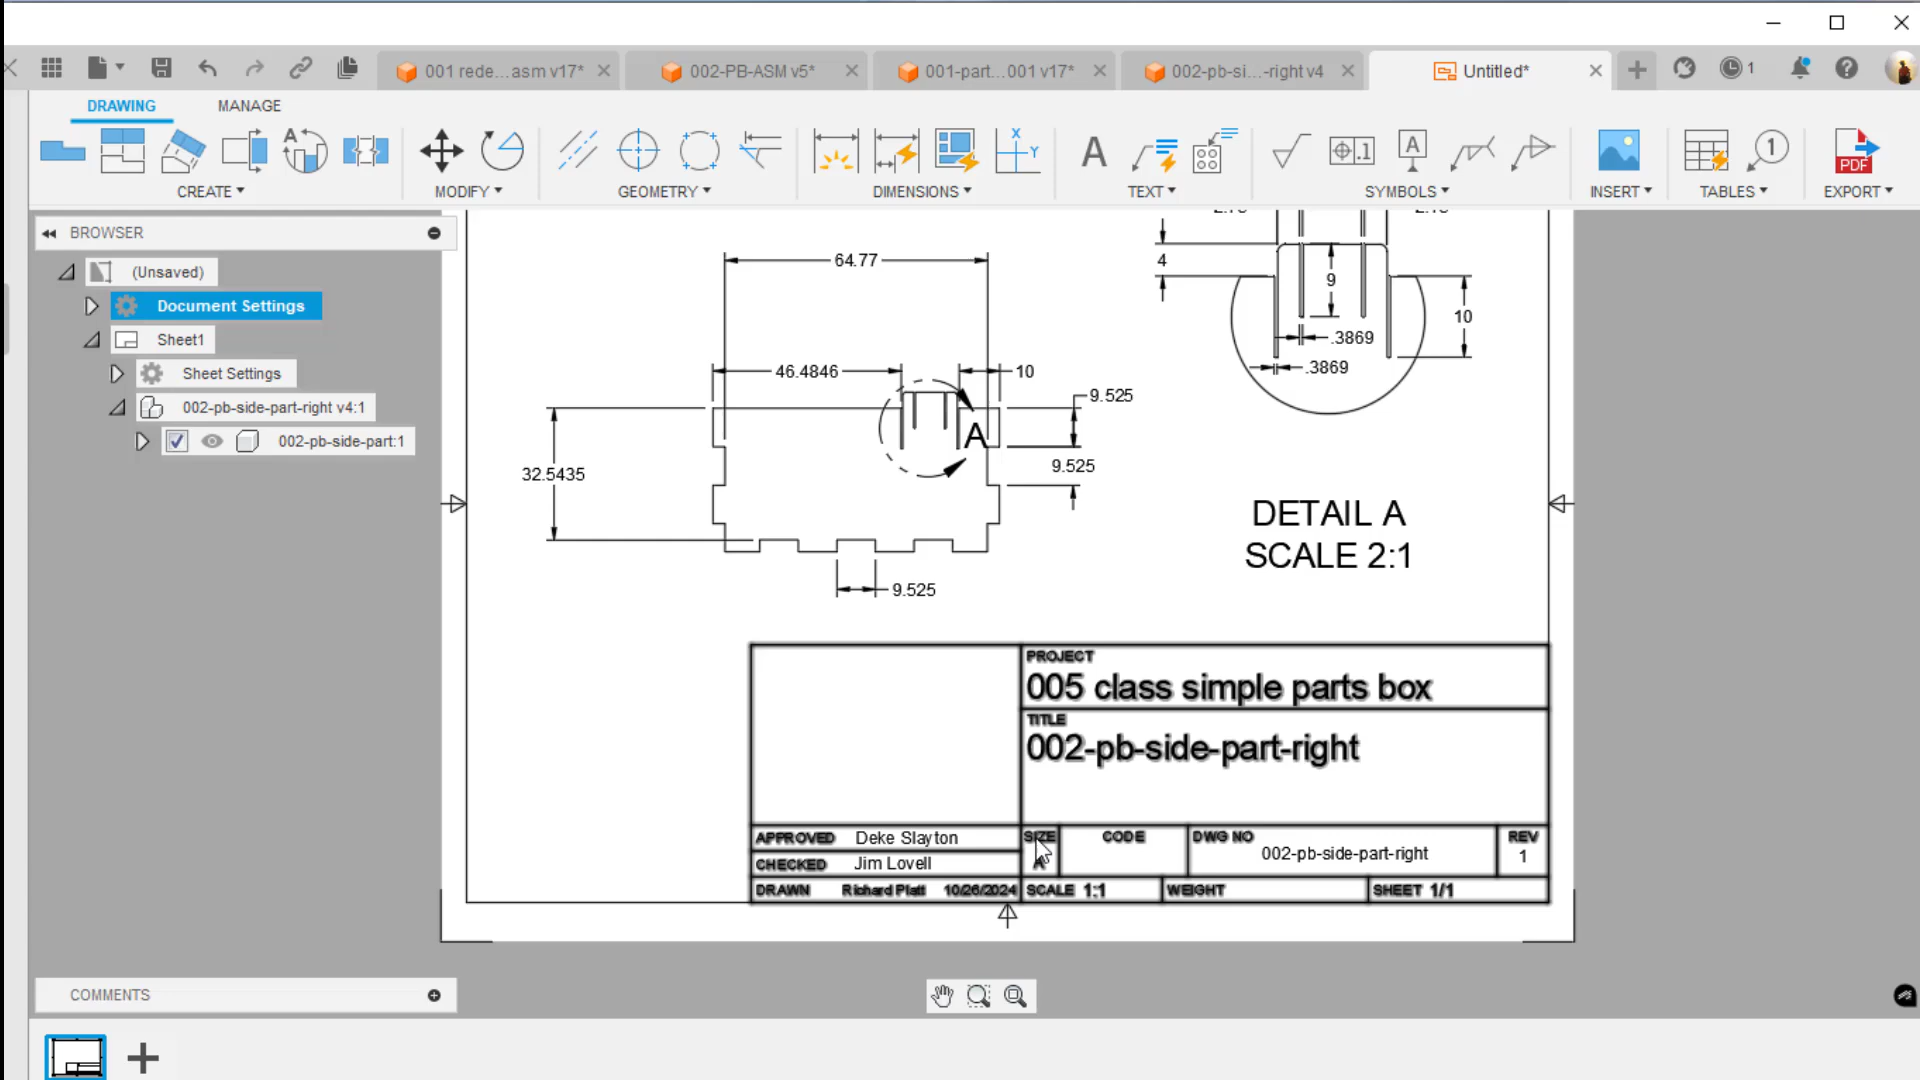 001 rede...asm v17*
002-PB-ASM v5*
001-part...001 v17*
002-pb-si...-right v4
Untitled*
1
DRAWING
MANAGE
CREATE
MODIFY
GEOMETRY
DIMENSIONS
TEXT
SYMBOLS
INSERT
TABLES
EXPORT
BROWSER
(Unsaved)
Document Settings
Sheet1
Sheet Settings
002-pb-side-part-right v4:1
002-pb-side-part:1
64.77
46.4846
10
9.525
9.525
32.5435
A
9.525
4
9
10
.3869
.3869
DETAIL A
SCALE 2:1
PROJECT
005 class simple parts box
TITLE
002-pb-side-part-right
APPROVED Deke Slayton
CHECKED Jim Lovell
DRAWN Richard Platt 10/26/2024
SIZE
A
CODE
DWG NO
002-pb-side-part-right
REV
1
SCALE 1:1
WEIGHT
SHEET 1/1
COMMENTS